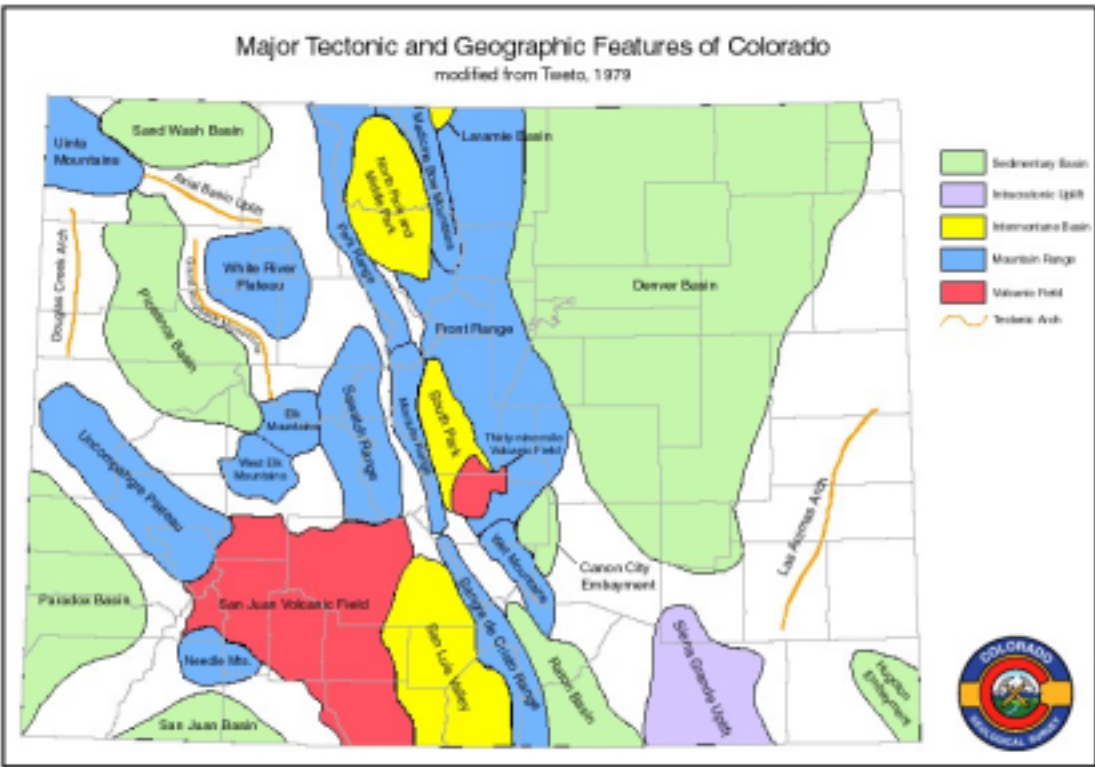 Major Tectonic and Geographic Features of Colorado
modified from Tweto, 1979
Sand Wash Basin
Uinta
Mountains
Axial Basin Uplift
Laramie Basin
Medicine Bow Mountains
North Park and
Middle Park
Park Range
Douglas Creek Arch
White River
Plateau
Piceance Basin
Denver Basin
Front Range
Sedimentary Basin
Intracratonic Uplift
Intermontane Basin
Mountain Range
Volcanic Field
Tectonic Arch
Elk
Mountains
West Elk
Mountains
Sawatch Range
Mosquito Range
South Park
Thirty-nine mile
Volcanic Field
Uncompahgre Plateau
Las Animas Arch
Wet Mountains
Canon City
Embayment
Paradox Basin
San Juan Volcanic Field
Sangre de Cristo Range
San Luis Valley
Needle Mts.
San Juan Basin
Raton Basin
Sierra Grande Uplift
Hugoton
Embayment
COLORADO
GEOLOGICAL SURVEY